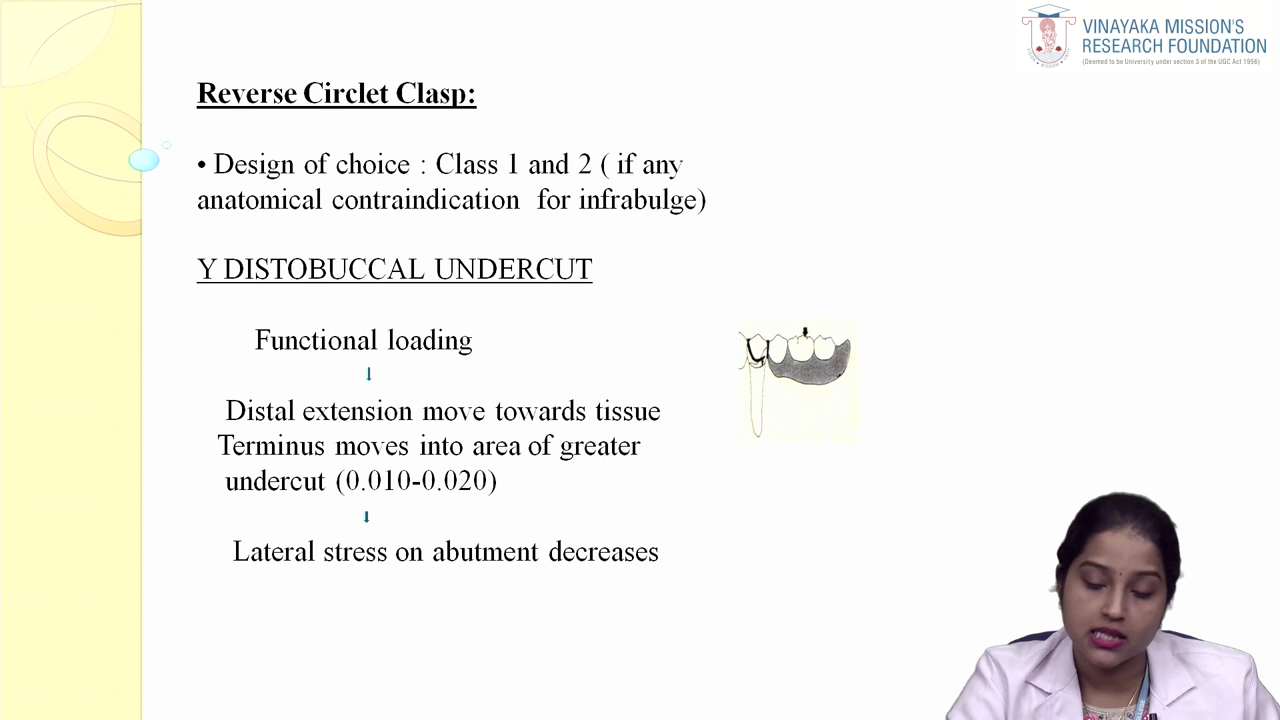 VINAYAKA MISSION'S
RESEARCH FOUNDATION
(Deemed to be University under section 3 of the UGC Act 1956)
Reverse Circlet Clasp:
• Design of choice : Class 1 and 2 ( if any
anatomical contraindication for infrabulge)
Y DISTOBUCCAL UNDERCUT
Functional loading
Distal extension move towards tissue
Terminus moves into area of greater
undercut (0.010-0.020)
Lateral stress on abutment decreases